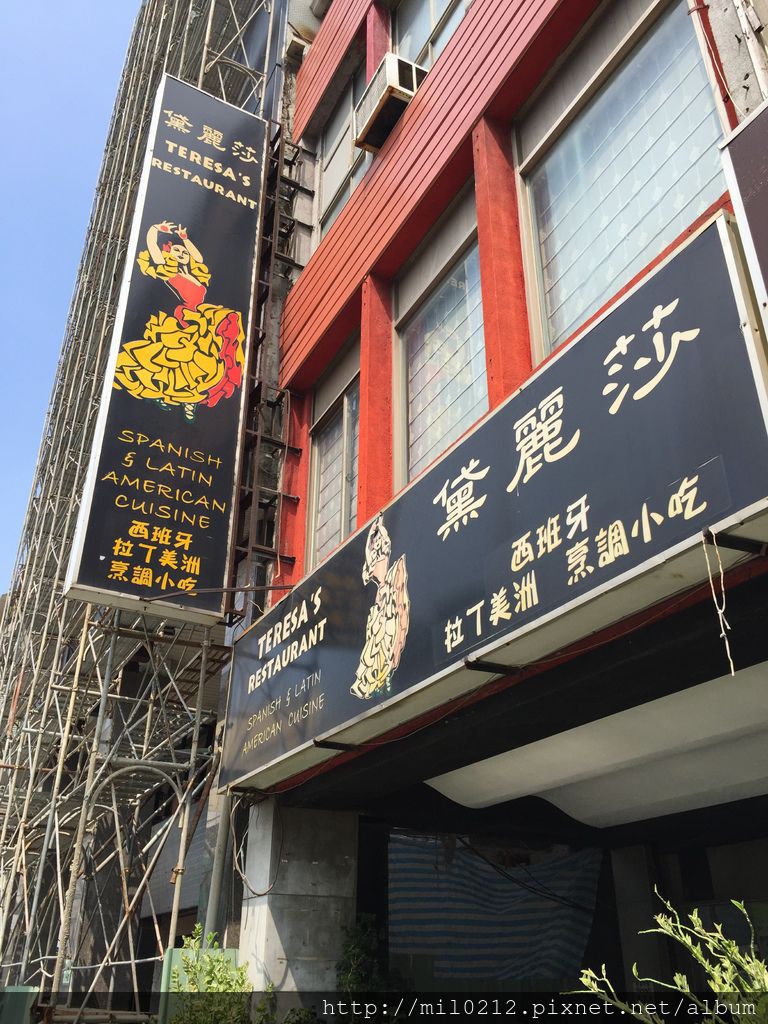 黛麗莎
TERESA'S
RESTAURANT
SPANISH
& LATIN
AMERICAN
CUISINE
西班牙
拉丁美洲
烹調小吃
黛麗莎
TERESA'S
RESTAURANT
SPANISH & LATIN
AMERICAN CUISINE
西班牙
拉丁美洲 烹調小吃
http://mil0212.pixnet.net/album